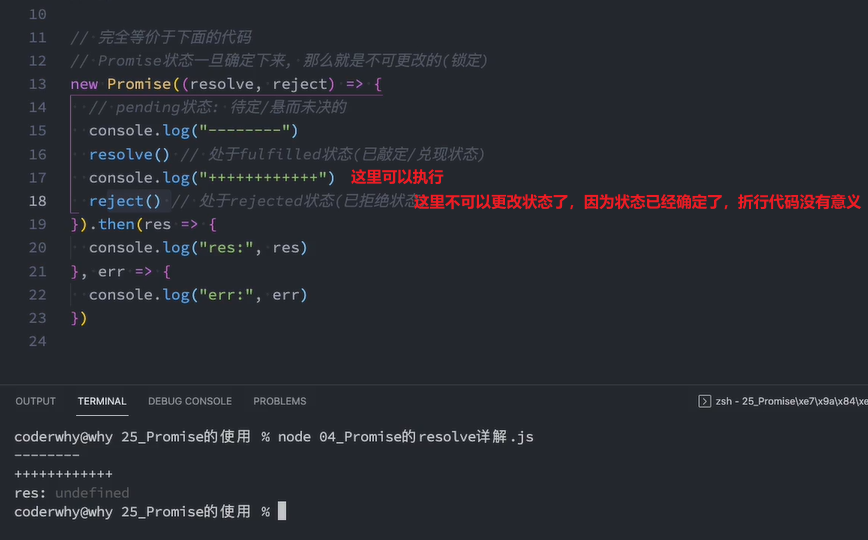 10
11 // 完全等价于下面的代码
12 // Promise状态一旦确定下来, 那么就是不可更改的(锁定)
13 new Promise((resolve, reject) => {
14 // pending状态: 待定/悬而未决的
15 console.log("--------")
16 resolve() // 处于fulfilled状态(已敲定/兑现状态)
17 console.log("++++++++++++") 这里可以执行
18 reject() // 处于rejected状态(已拒绝状态 这里不可以更改状态了，因为状态已经确定了，折行代码没有意义
19 }).then(res => {
20 console.log("res:", res)
21 }, err => {
22 console.log("err:", err)
23 })
24
OUTPUT TERMINAL DEBUG CONSOLE PROBLEMS zsh - 25_Promise\xe7\x9a\x84\xe
coderwhy@why 25_Promise的使用 % node 04_Promise的resolve详解.js
--------
++++++++++++
res: undefined
coderwhy@why 25_Promise的使用 %